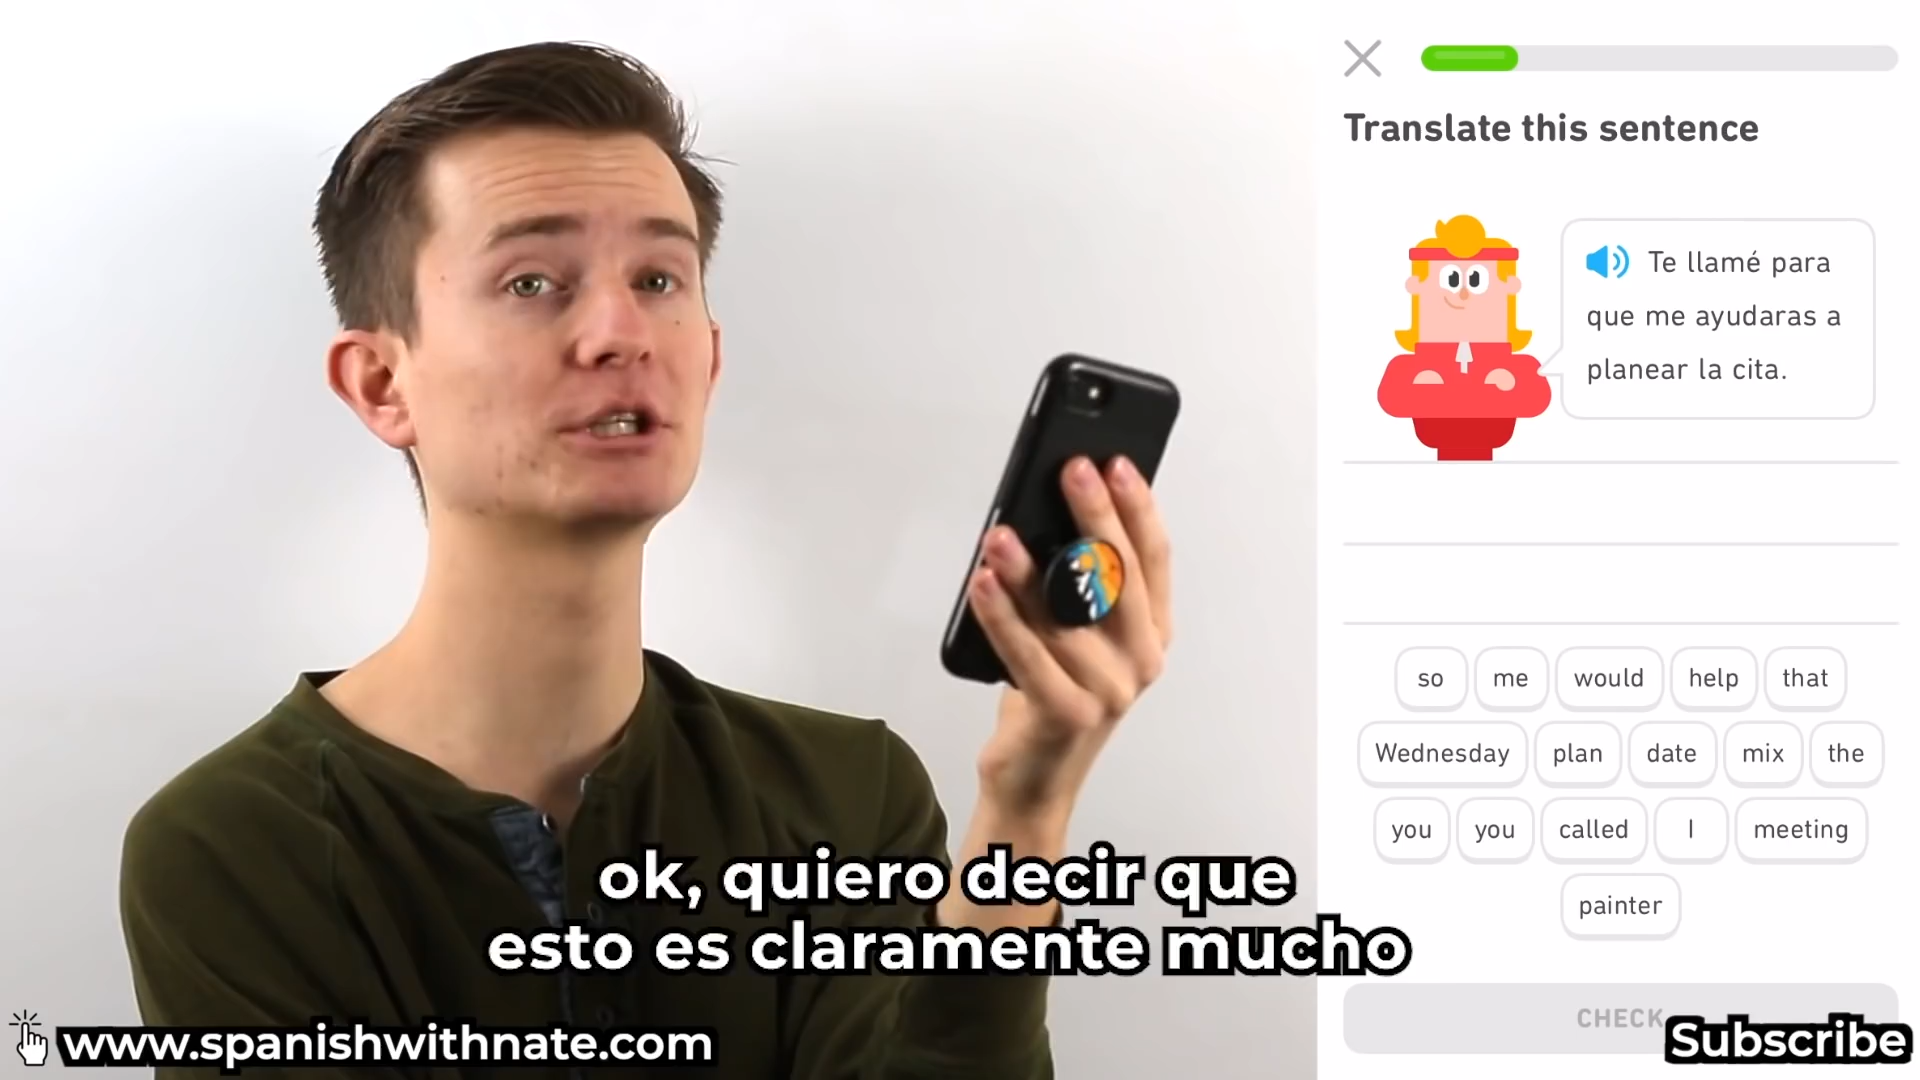 Translate this sentence
Te llamé para
que me ayudaras a
planear la cita.
so me would help that
Wednesday plan date mix the
you you called I meeting
painter
CHECK
ok, quiero decir que
esto es claramente mucho
www.spanishwithnate.com
Subscribe